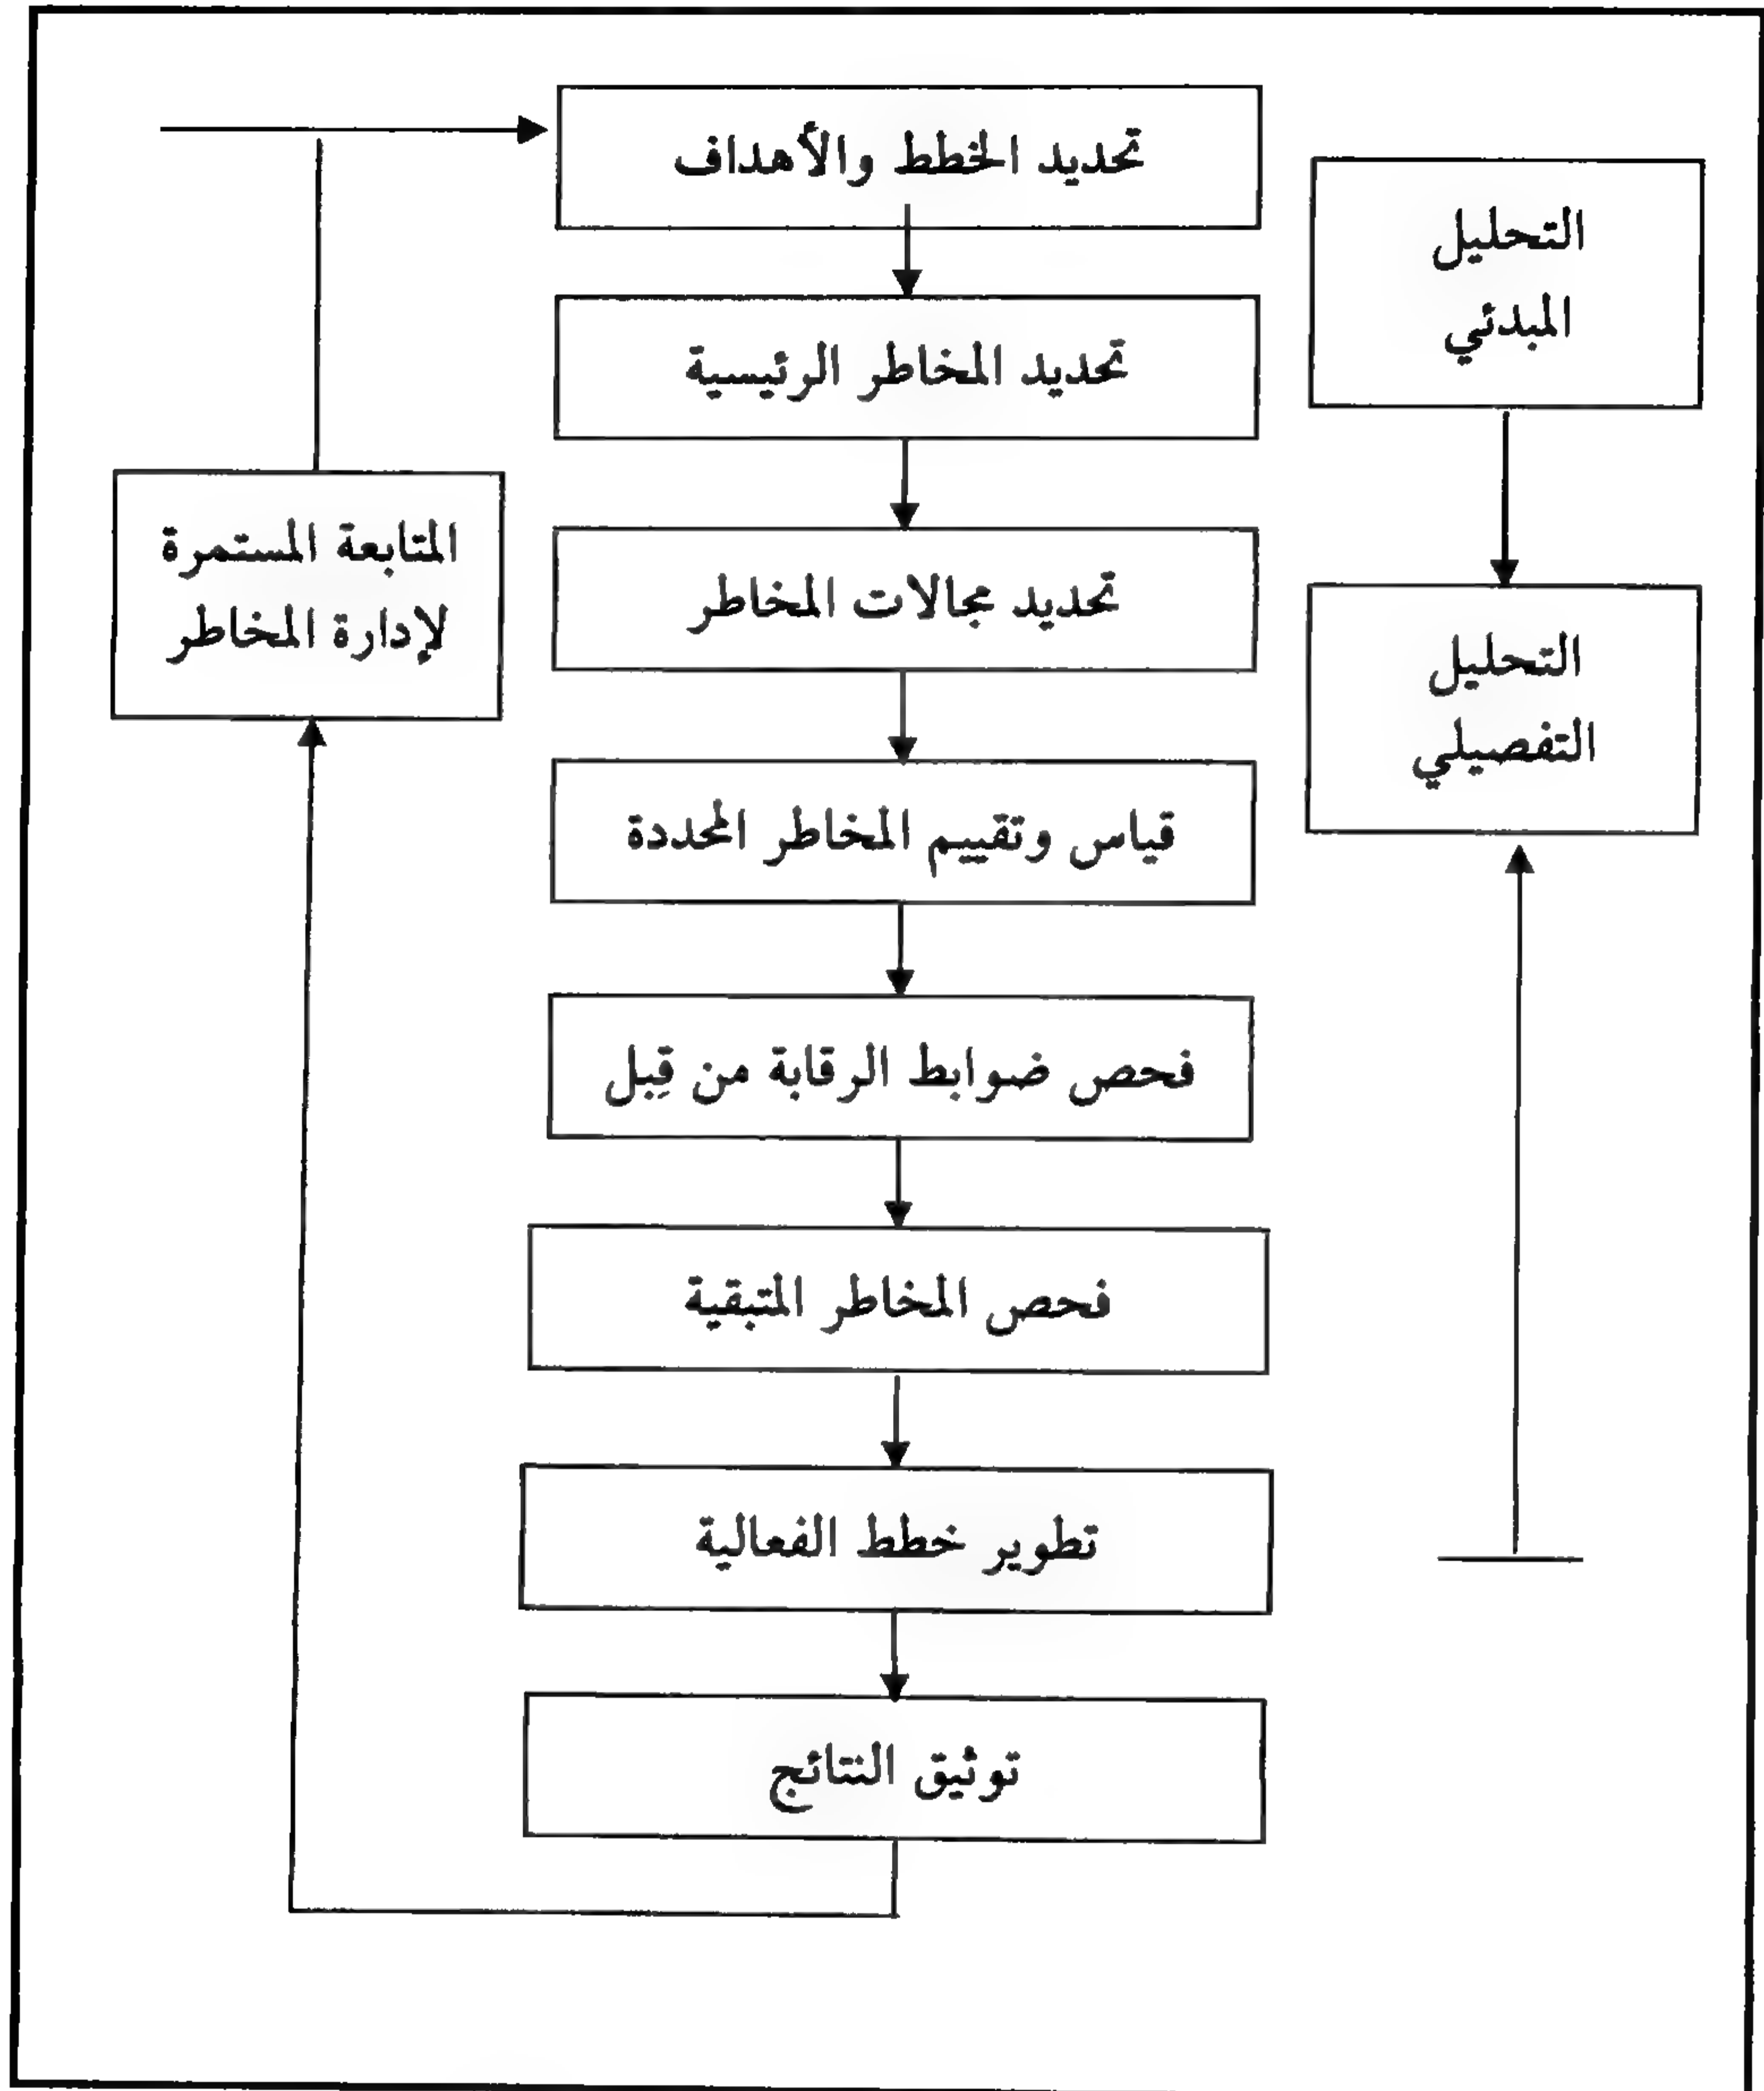 تحديد الخطط والأهداف
تحديد المخاطر الرئيسية
تحديد مجالات المخاطر
قياس وتقييم المخاطر المحددة
فحص ضوابط الرقابة من قِبل
فحص المخاطر المتبقية
تطوير خطط الفعالية
توثيق النتائج
التحليل
المبدئي
التحليل
التفصيلي
المتابعة المستمرة
لإدارة المخاطر